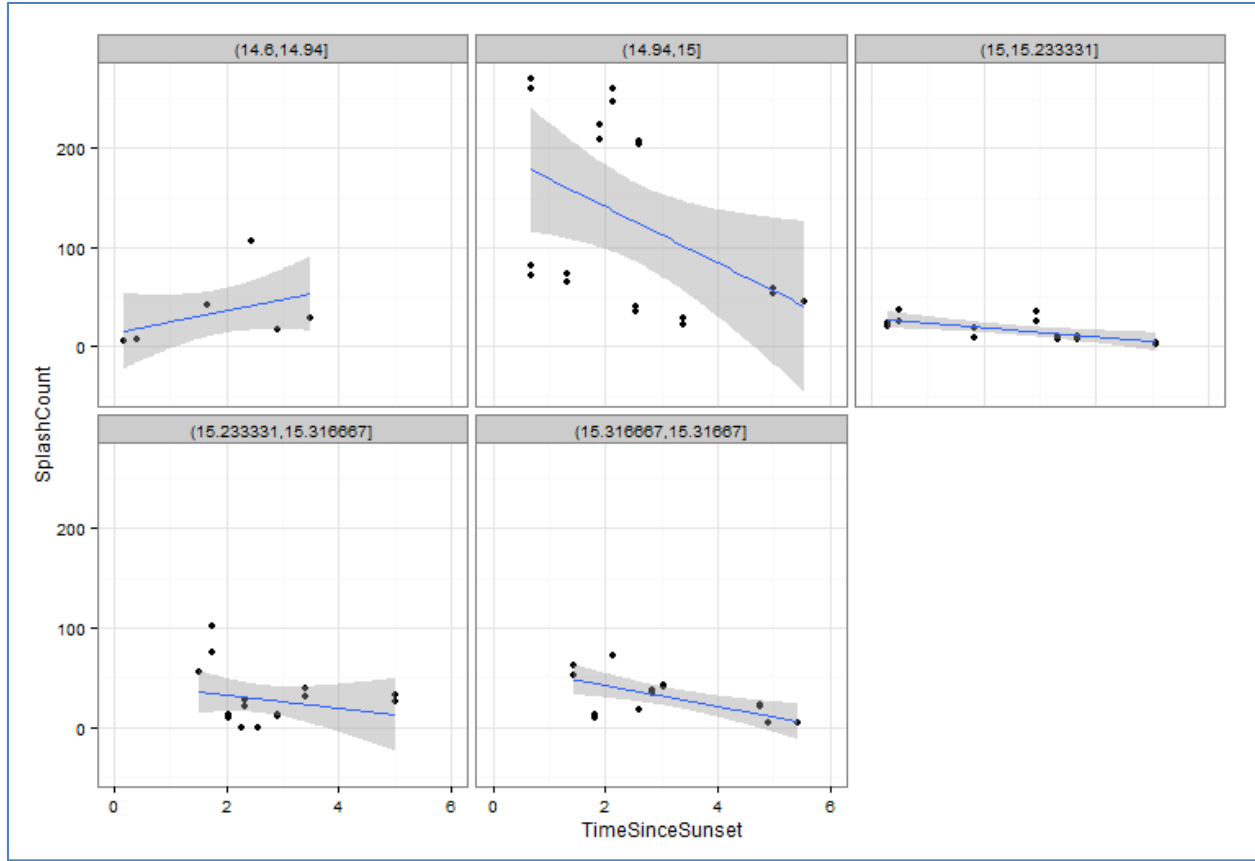 (14.6,14.94]
(14.94,15]
(15,15.233331]
200
100
0
SplashCount
(15.233331,15.316667]
(15.316667,15.31667]
200
100
0
0 2 4 6
0 2 4 6
TimeSinceSunset